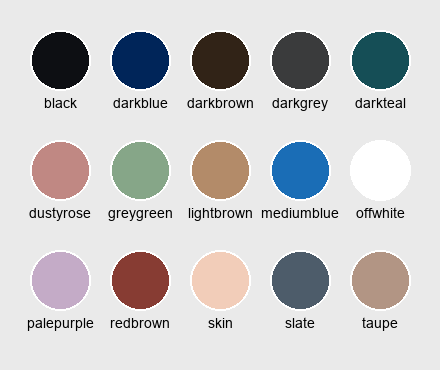 black darkblue darkbrown darkgrey darkteal
dustyrose greygreen lightbrown mediumblue offwhite
palepurple redbrown skin slate taupe